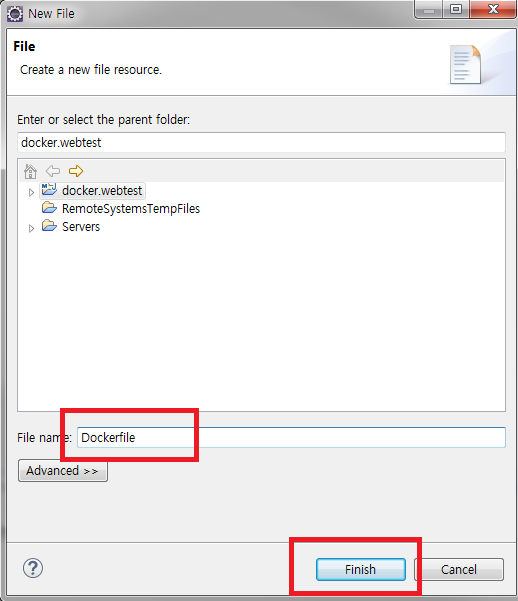 New File
File
Create a new file resource.
Enter or select the parent folder:
docker.webtest
docker.webtest
RemoteSystemsTempFiles
Servers
File name: Dockerfile
Advanced >>
Finish Cancel